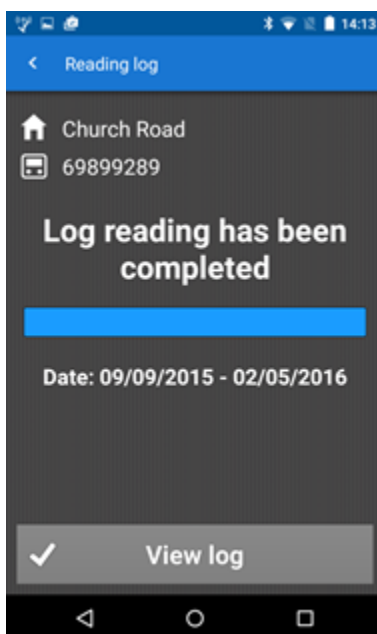 14:13
Reading log
Church Road
69899289
Log reading has been
completed
Date: 09/09/2015 - 02/05/2016
View log